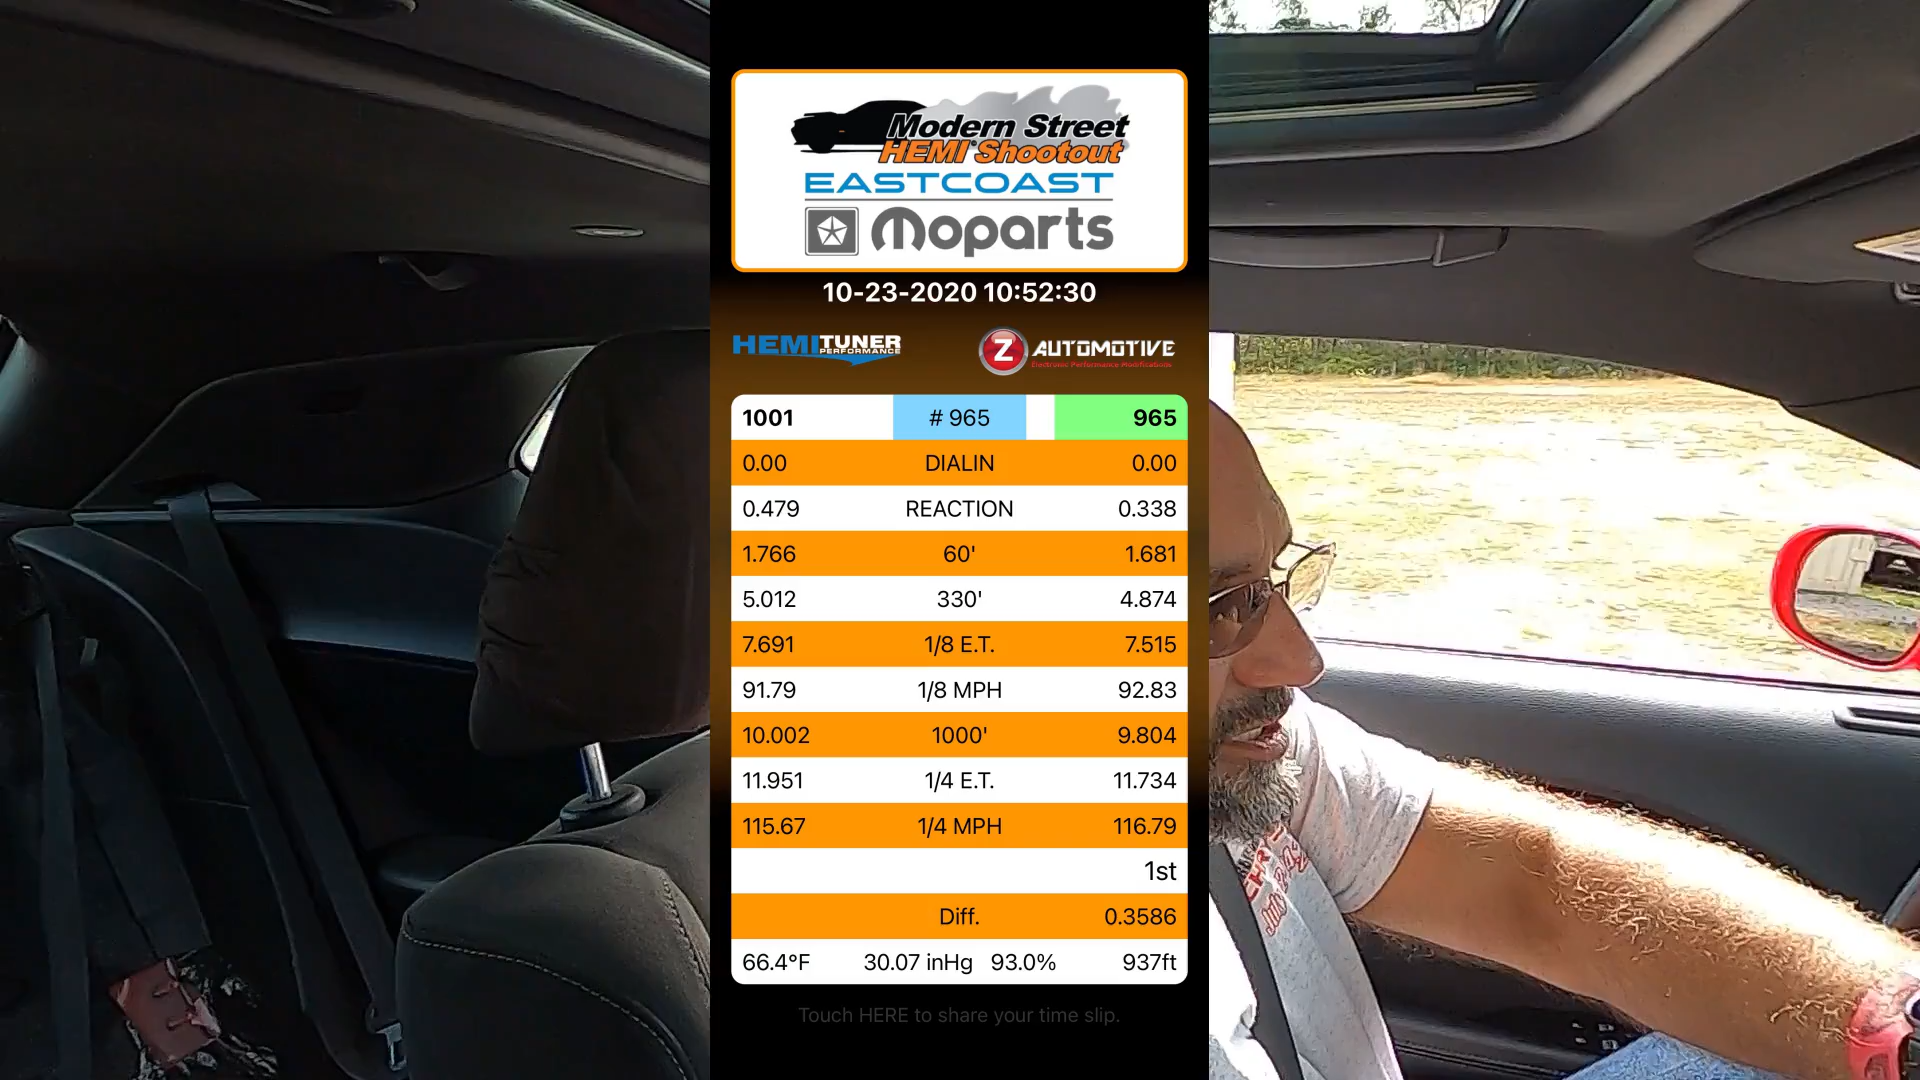 Modern Street
HEMI Shootout
EASTCOAST
Moparts
10-23-2020 10:52:30
HEMITUNER
PERFORMANCE
Z AUTOMOTIVE
Electronic Performance Modifications
1001 # 965 965
0.00 DIALIN 0.00
0.479 REACTION 0.338
1.766 60' 1.681
5.012 330' 4.874
7.691 1/8 E.T. 7.515
91.79 1/8 MPH 92.83
10.002 1000' 9.804
11.951 1/4 E.T. 11.734
115.67 1/4 MPH 116.79
1st
Diff. 0.3586
66.4°F 30.07 inHg 93.0% 937ft
Touch HERE to share your time slip.